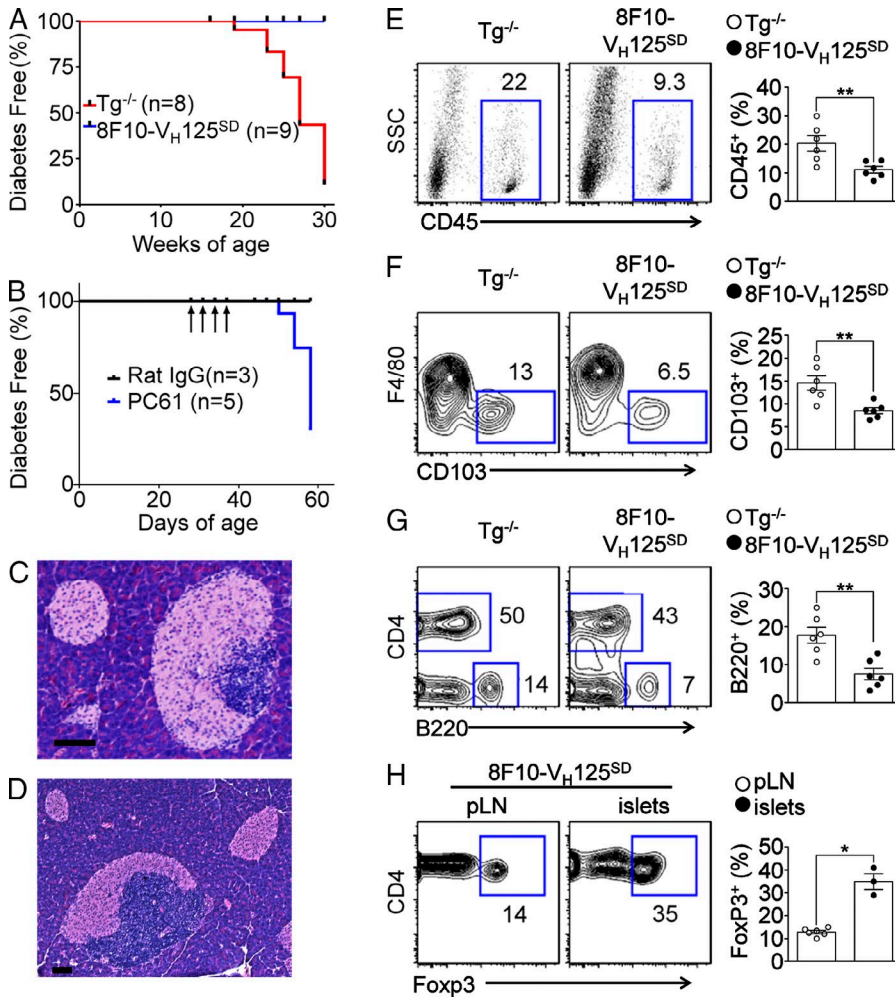 A
Diabetes Free (%)
100
75
50
25
0
Tg-/- (n=8)
8F10-VH125SD (n=9)
0
10
20
30
Weeks of age
B
Diabetes Free (%)
100
50
0
Rat IgG(n=3)
PC61 (n=5)
0
20
40
60
Days of age
C
D
E
Tg-/-
8F10-
VH125SD
22
9.3
SSC
CD45
Tg-/-
8F10-VH125SD
CD45+ (%)
40
30
20
10
0
**
F
Tg-/-
8F10-
VH125SD
13
6.5
F4/80
CD103
Tg-/-
8F10-VH125SD
CD103+ (%)
25
20
15
10
5
0
**
G
Tg-/-
8F10-
VH125SD
50
14
43
7
CD4
B220
Tg-/-
8F10-VH125SD
B220+ (%)
30
20
10
0
**
H
8F10-VH125SD
pLN
islets
14
35
CD4
Foxp3
pLN
islets
FoxP3+ (%)
50
40
30
20
10
0
*